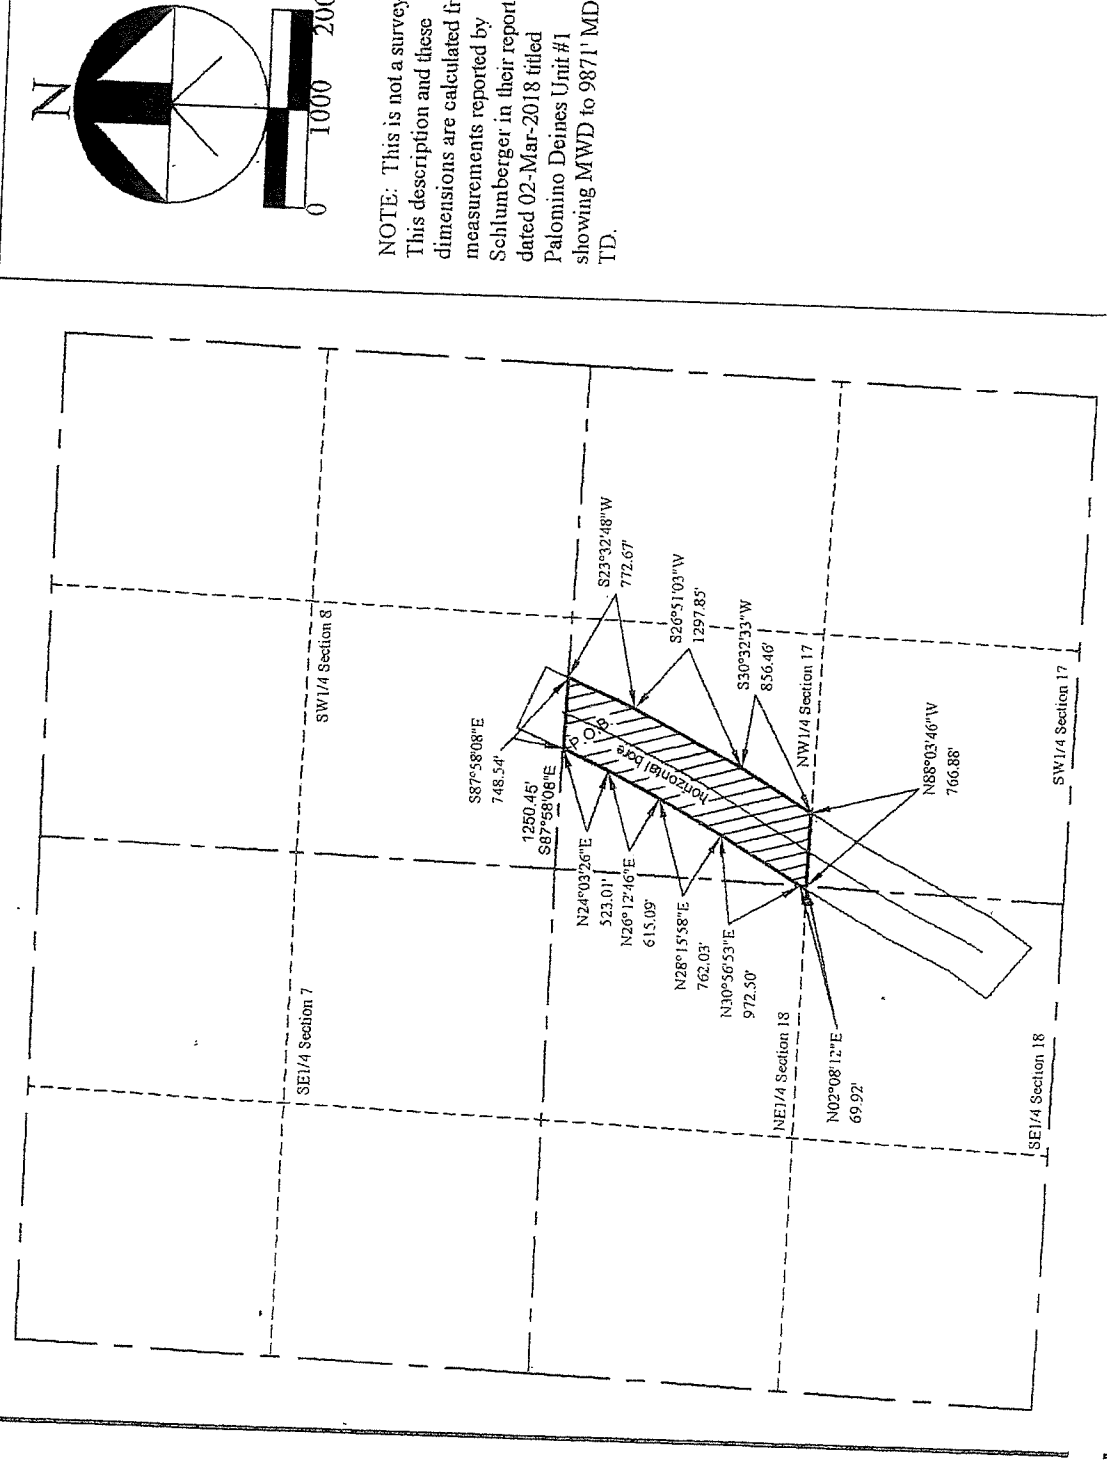 N
0
1000
200
NOTE: This is not a survey
This description and these
dimensions are calculated fr
measurements reported by
Schlumberger in their report
dated 02-Mar-2018 titled
Palomino Deines Unit #1
showing MWD to 9871' MD
TD.
SW1/4 Section 8
SE1/4 Section 7
S87°58'08"E
748.54'
1250.45'
S87°58'08"E
P.O.B.
horizontal bore
S23°32'48"W
772.67'
S26°51'03"W
1297.85'
S30°32'33"W
856.46'
NW1/4 Section 17
N88°03'46"W
766.88'
SW1/4 Section 17
N24°03'26"E
523.01'
N26°12'46"E
615.09'
N28°15'58"E
762.03'
N30°56'53"E
972.50'
NE1/4 Section 18
N02°08'12"E
69.92'
SE1/4 Section 18